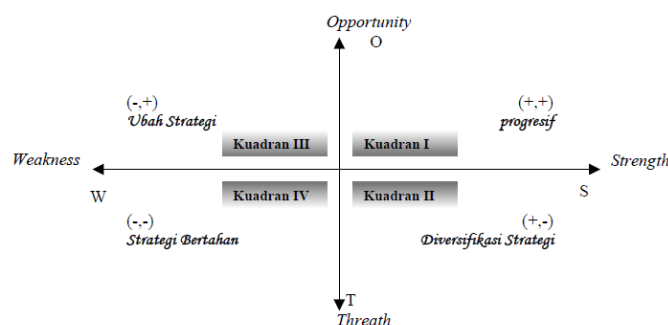 Opportunity
O
(-,+)
Ubah Strategi
(+,+)
progresif
Kuadran III
Kuadran I
Weakness
Strength
W
Kuadran IV
Kuadran II
S
(-,-)
Strategi Bertahan
(+,-)
Diversifikasi Strategi
T
Threath